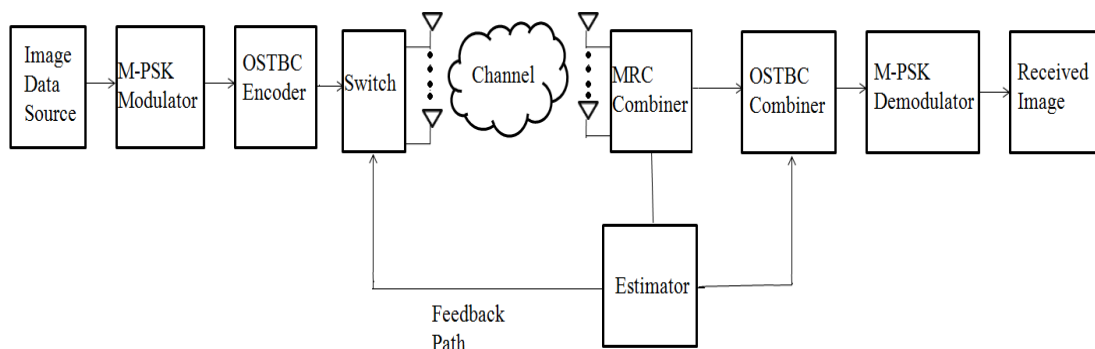 Image
Data
Source
M-PSK
Modulator
OSTBC
Encoder
Switch
Channel
MRC
Combiner
OSTBC
Combiner
M-PSK
Demodulator
Received
Image
Estimator
Feedback
Path